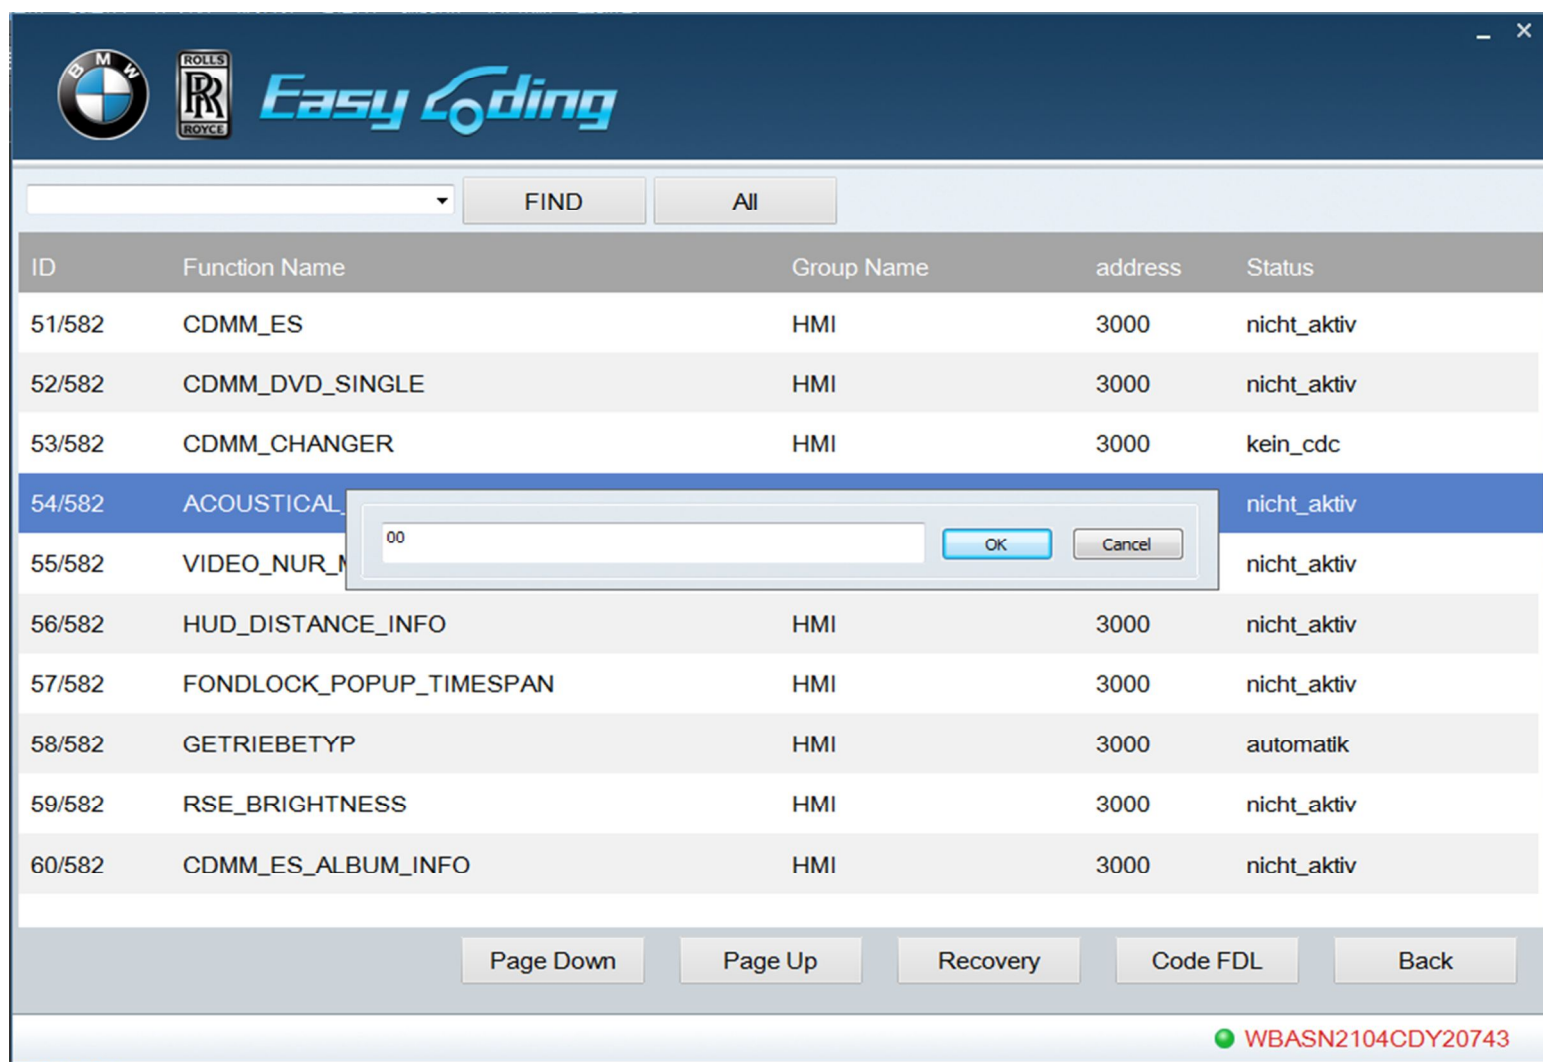 BMW
ROLLS
RR
ROYCE
Easy Coding
FIND All
ID Function Name Group Name address Status
51/582 CDMM_ES HMI 3000 nicht_aktiv
52/582 CDMM_DVD_SINGLE HMI 3000 nicht_aktiv
53/582 CDMM_CHANGER HMI 3000 kein_cdc
54/582 ACOUSTICAL_ nicht_aktiv
00 OK Cancel
55/582 VIDEO_NUR_ nicht_aktiv
56/582 HUD_DISTANCE_INFO HMI 3000 nicht_aktiv
57/582 FONDLOCK_POPUP_TIMESPAN HMI 3000 nicht_aktiv
58/582 GETRIEBETYP HMI 3000 automatik
59/582 RSE_BRIGHTNESS HMI 3000 nicht_aktiv
60/582 CDMM_ES_ALBUM_INFO HMI 3000 nicht_aktiv
Page Down Page Up Recovery Code FDL Back
WBASN2104CDY20743